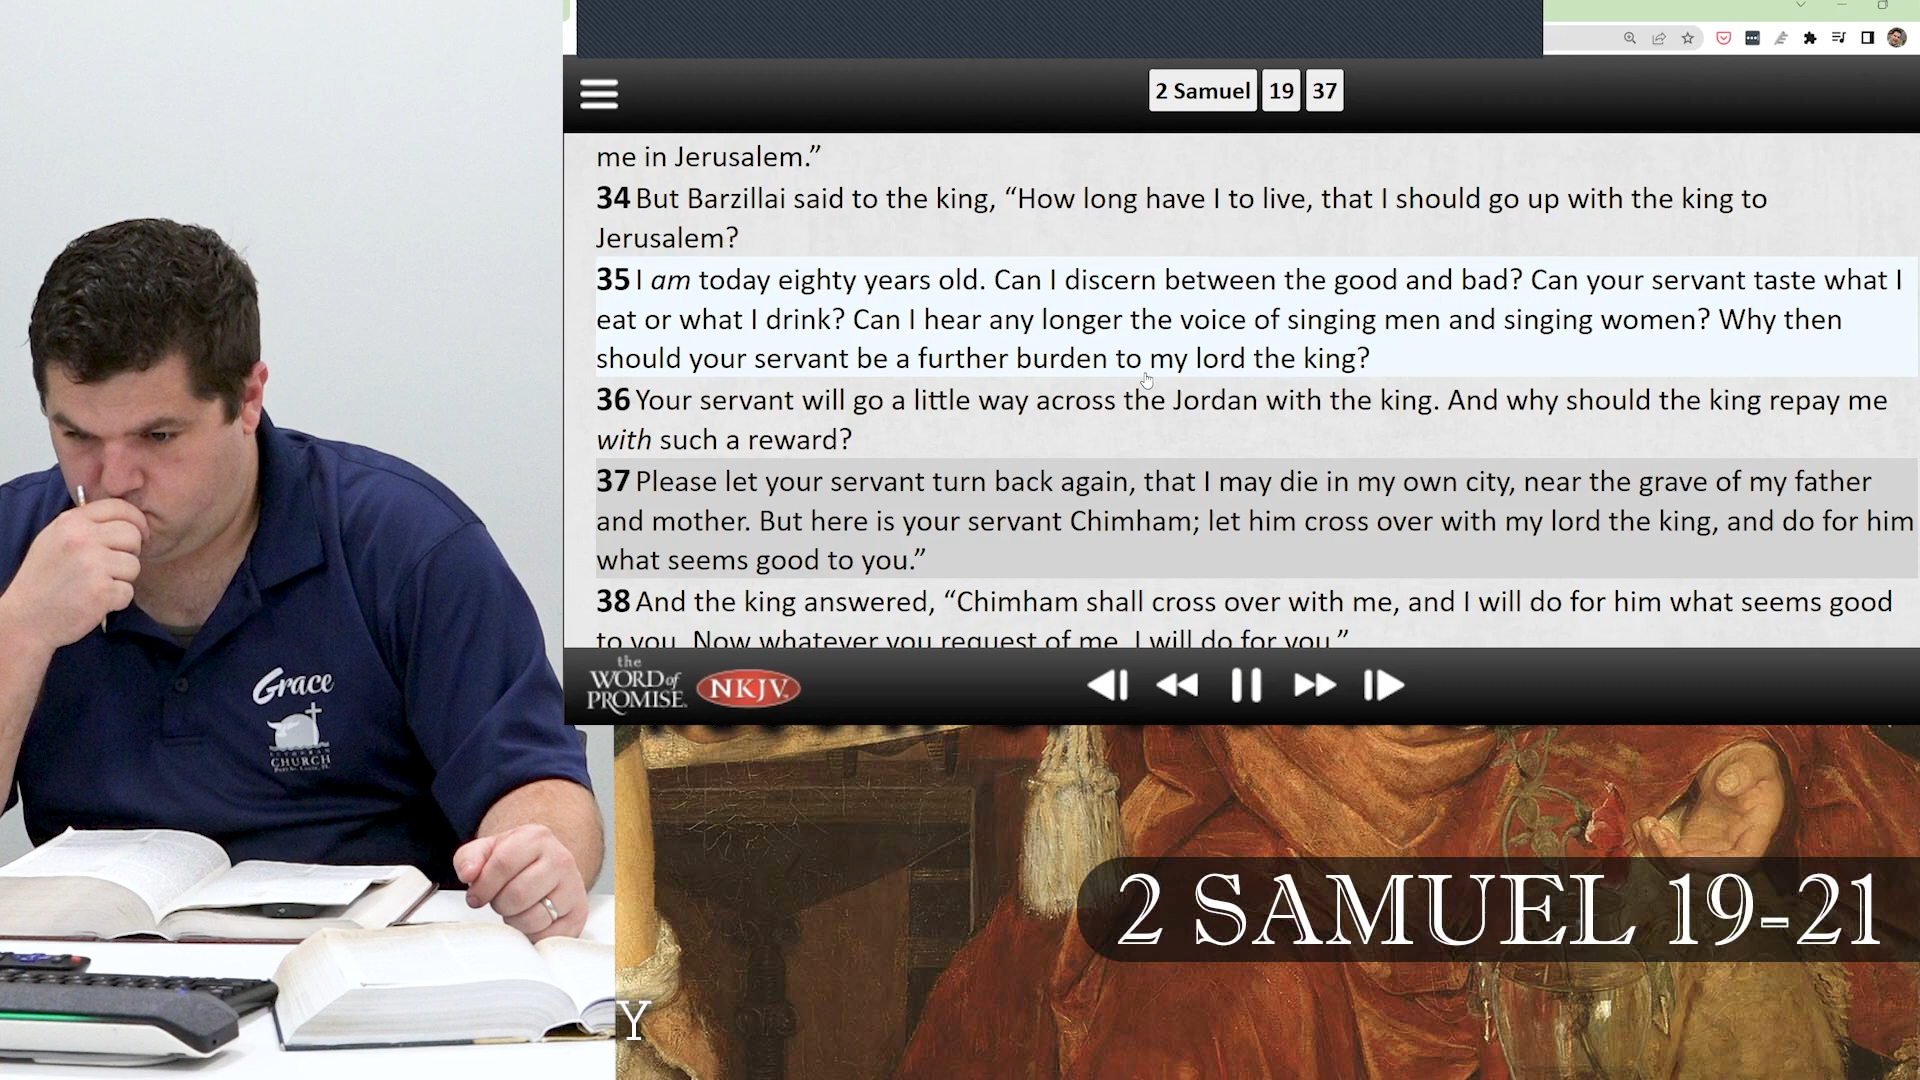 2 Samuel 19 37
me in Jerusalem.”
34 But Barzillai said to the king, “How long have I to live, that I should go up with the king to
Jerusalem?
35 I am today eighty years old. Can I discern between the good and bad? Can your servant taste what I
eat or what I drink? Can I hear any longer the voice of singing men and singing women? Why then
should your servant be a further burden to my lord the king?
36 Your servant will go a little way across the Jordan with the king. And why should the king repay me
with such a reward?
37 Please let your servant turn back again, that I may die in my own city, near the grave of my father
and mother. But here is your servant Chimham; let him cross over with my lord the king, and do for him
what seems good to you.”
38 And the king answered, “Chimham shall cross over with me, and I will do for him what seems good
to you. Now whatever you request of me, I will do for you.”
the
WORD of
PROMISE
NKJV
Grace
CHURCH
2 SAMUEL 19-21
Y